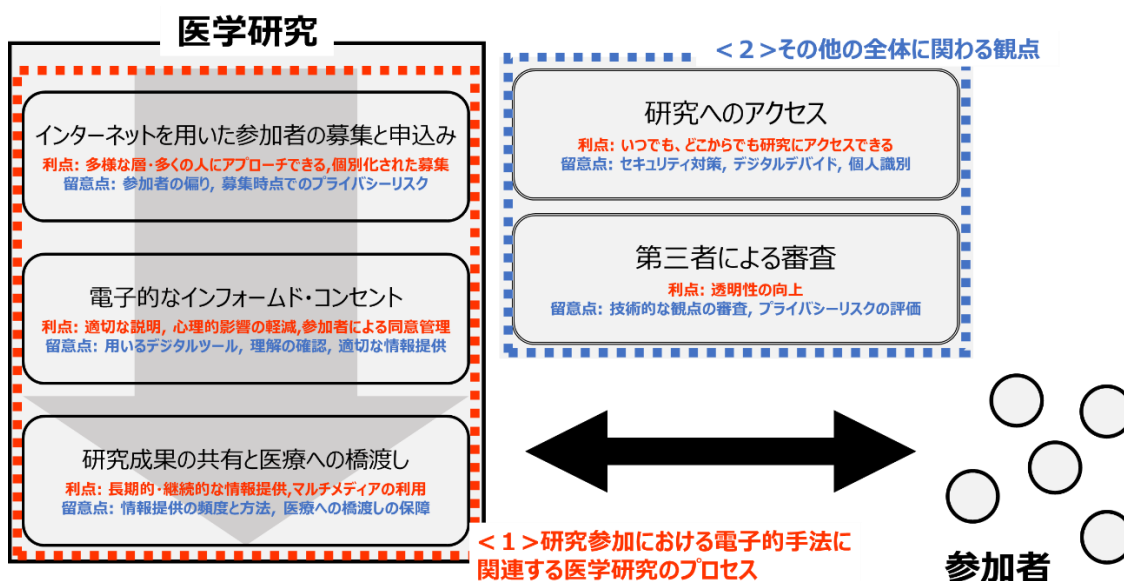 医学研究
インターネットを用いた参加者の募集と申込み
利点: 多様な層・多くの人にアプローチできる,個別化された募集
留意点: 参加者の偏り, 募集時点でのプライバシーリスク
電子的なインフォームド・コンセント
利点: 適切な説明, 心理的影響の軽減,参加者による同意管理
留意点: 用いるデジタルツール, 理解の確認, 適切な情報提供
研究成果の共有と医療への橋渡し
利点: 長期的・継続的な情報提供,マルチメディアの利用
留意点: 情報提供の頻度と方法, 医療への橋渡しの保障
<1>研究参加における電子的手法に
関連する医学研究のプロセス
<2>その他の全体に関わる観点
研究へのアクセス
利点: いつでも、どこからでも研究にアクセスできる
留意点: セキュリティ対策, デジタルデバイド, 個人識別
第三者による審査
利点: 透明性の向上
留意点: 技術的な観点の審査, プライバシーリスクの評価
参加者